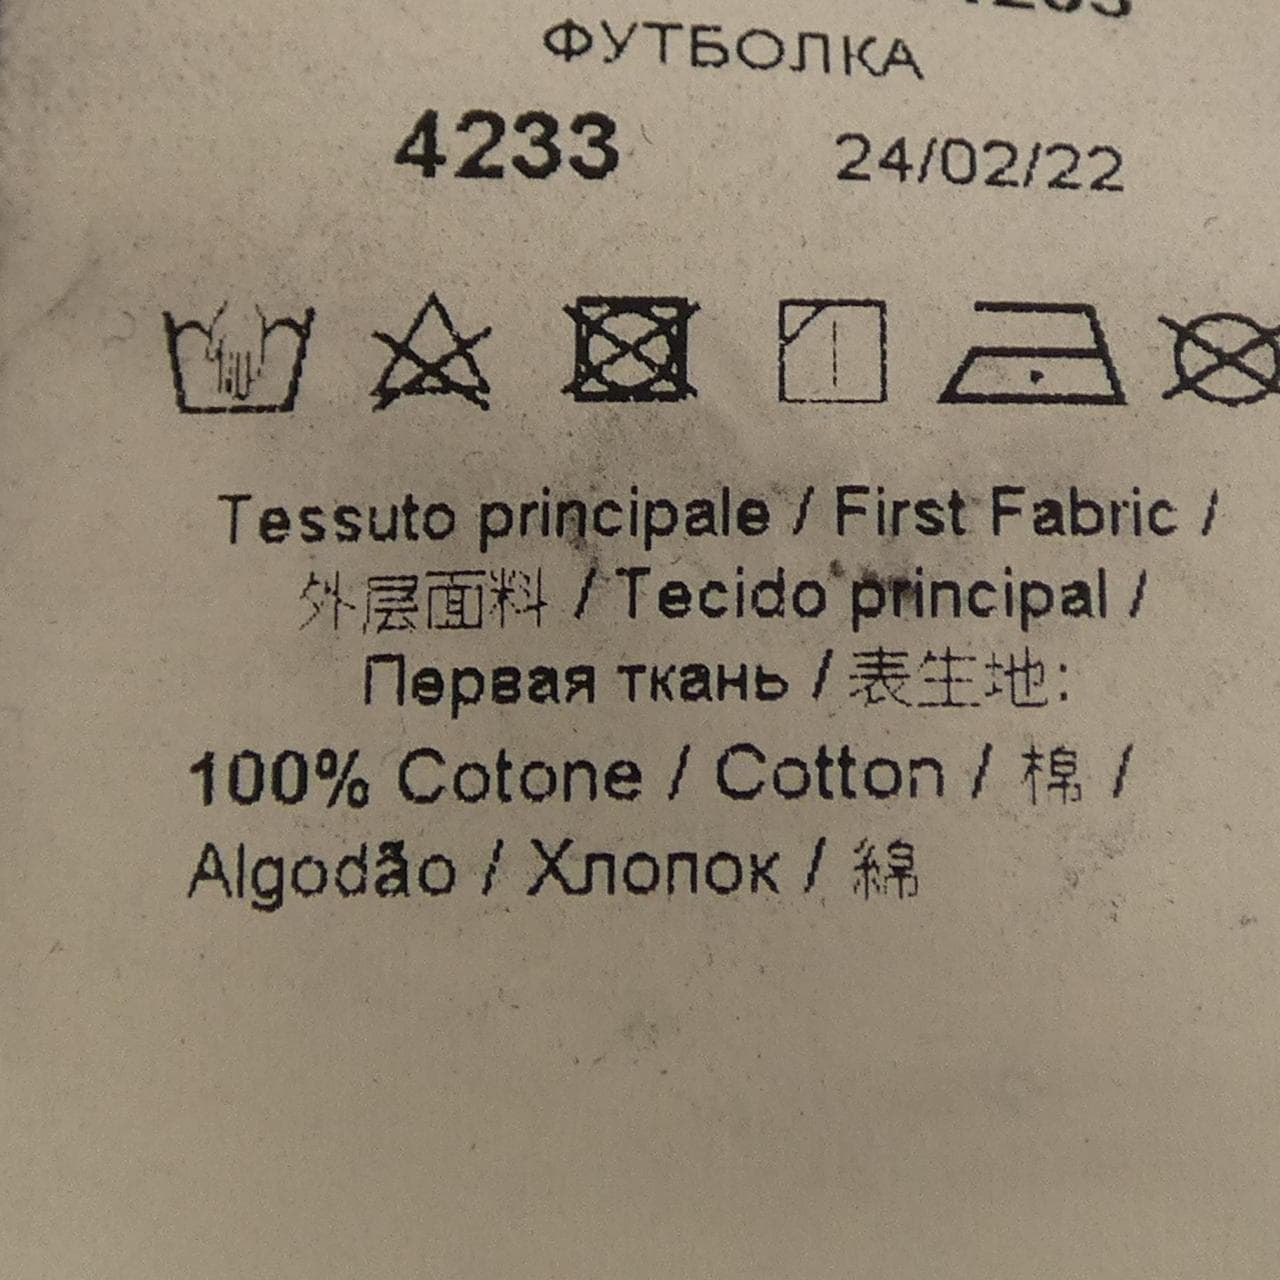 ФУТБОЛКА
4233 24/02/22
Tessuto principale / First Fabric /
外层面料 / Tecido principal /
Первая ткань / 表生地:
100% Cotone / Cotton / 棉 /
Algodão / Хлопок / 綿